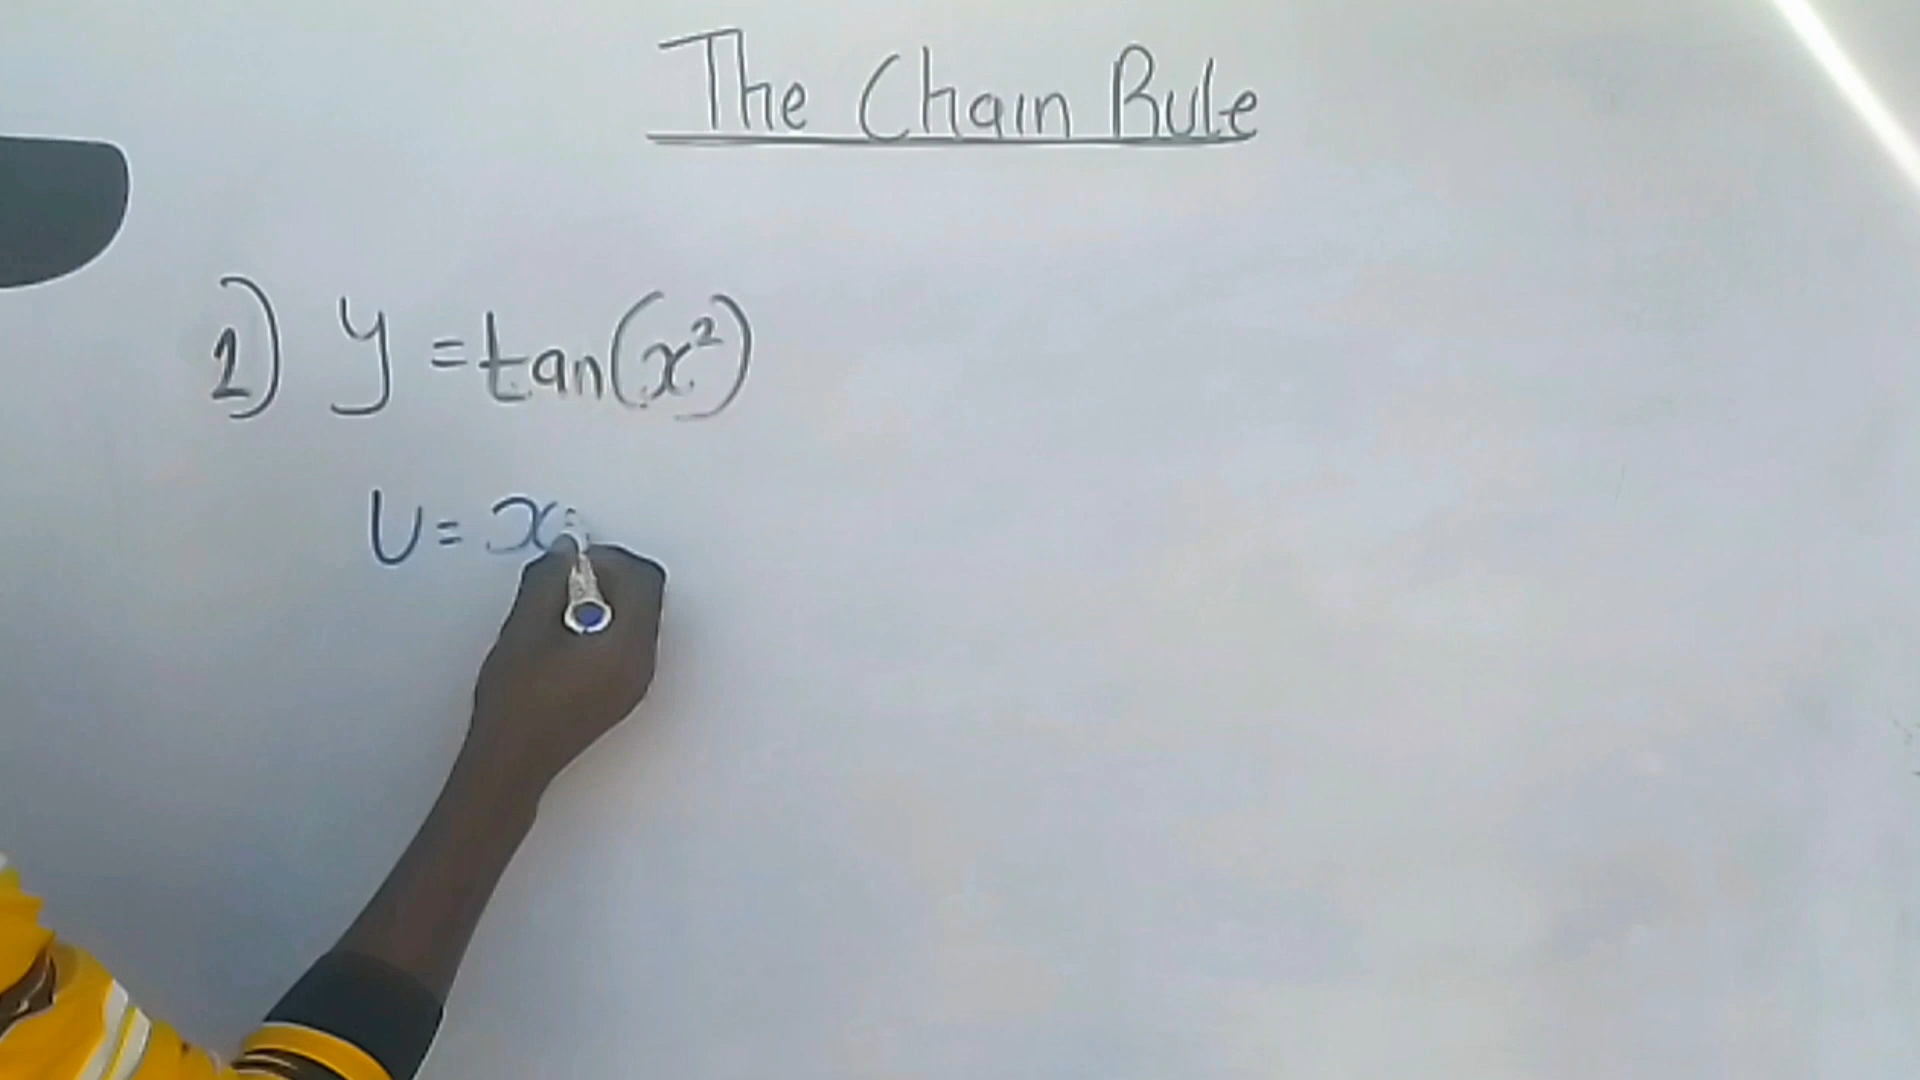 The Chain Rule
1) y = tan(x²)
U = x